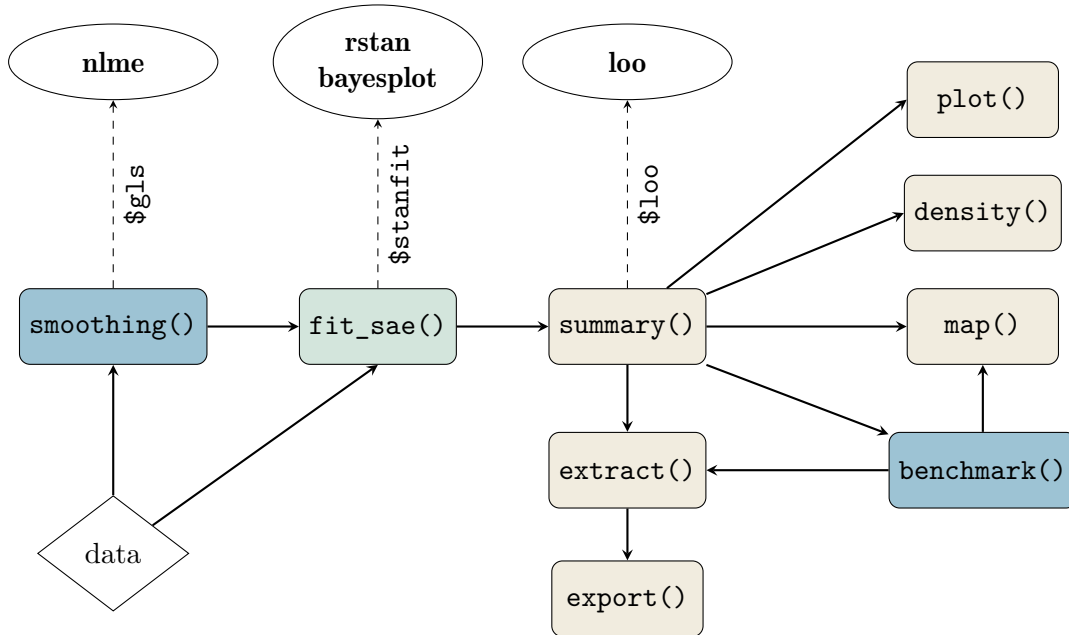 nlme
rstan
bayesplot
loo
plot()
$gls
$stanfit
$loo
density()
smoothing()
fit_sae()
summary()
map()
extract()
benchmark()
data
export()